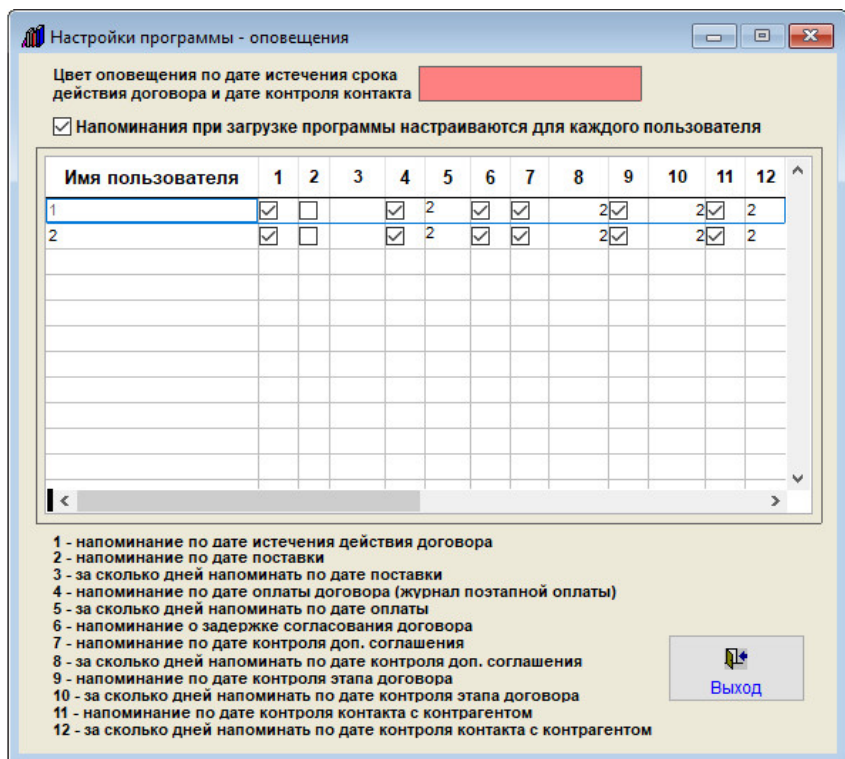 Настройки программы - оповещения
Цвет оповещения по дате истечения срока
действия договора и дате контроля контакта
Напоминания при загрузке программы настраиваются для каждого пользователя
Имя пользователя 1 2 3 4 5 6 7 8 9 10 11 12
1 2 2 2 2
2 2 2 2 2
1 - напоминание по дате истечения действия договора
2 - напоминание по дате поставки
3 - за сколько дней напоминать по дате поставки
4 - напоминание по дате оплаты договора (журнал поэтапной оплаты)
5 - за сколько дней напоминать по дате оплаты
6 - напоминание о задержке согласования договора
7 - напоминание по дате контроля доп. соглашения
8 - за сколько дней напоминать по дате контроля доп. соглашения
9 - напоминание по дате контроля этапа договора
10 - за сколько дней напоминать по дате контроля этапа договора
11 - напоминание по дате контроля контакта с контрагентом
12 - за сколько дней напоминать по дате контроля контакта с контрагентом
Выход